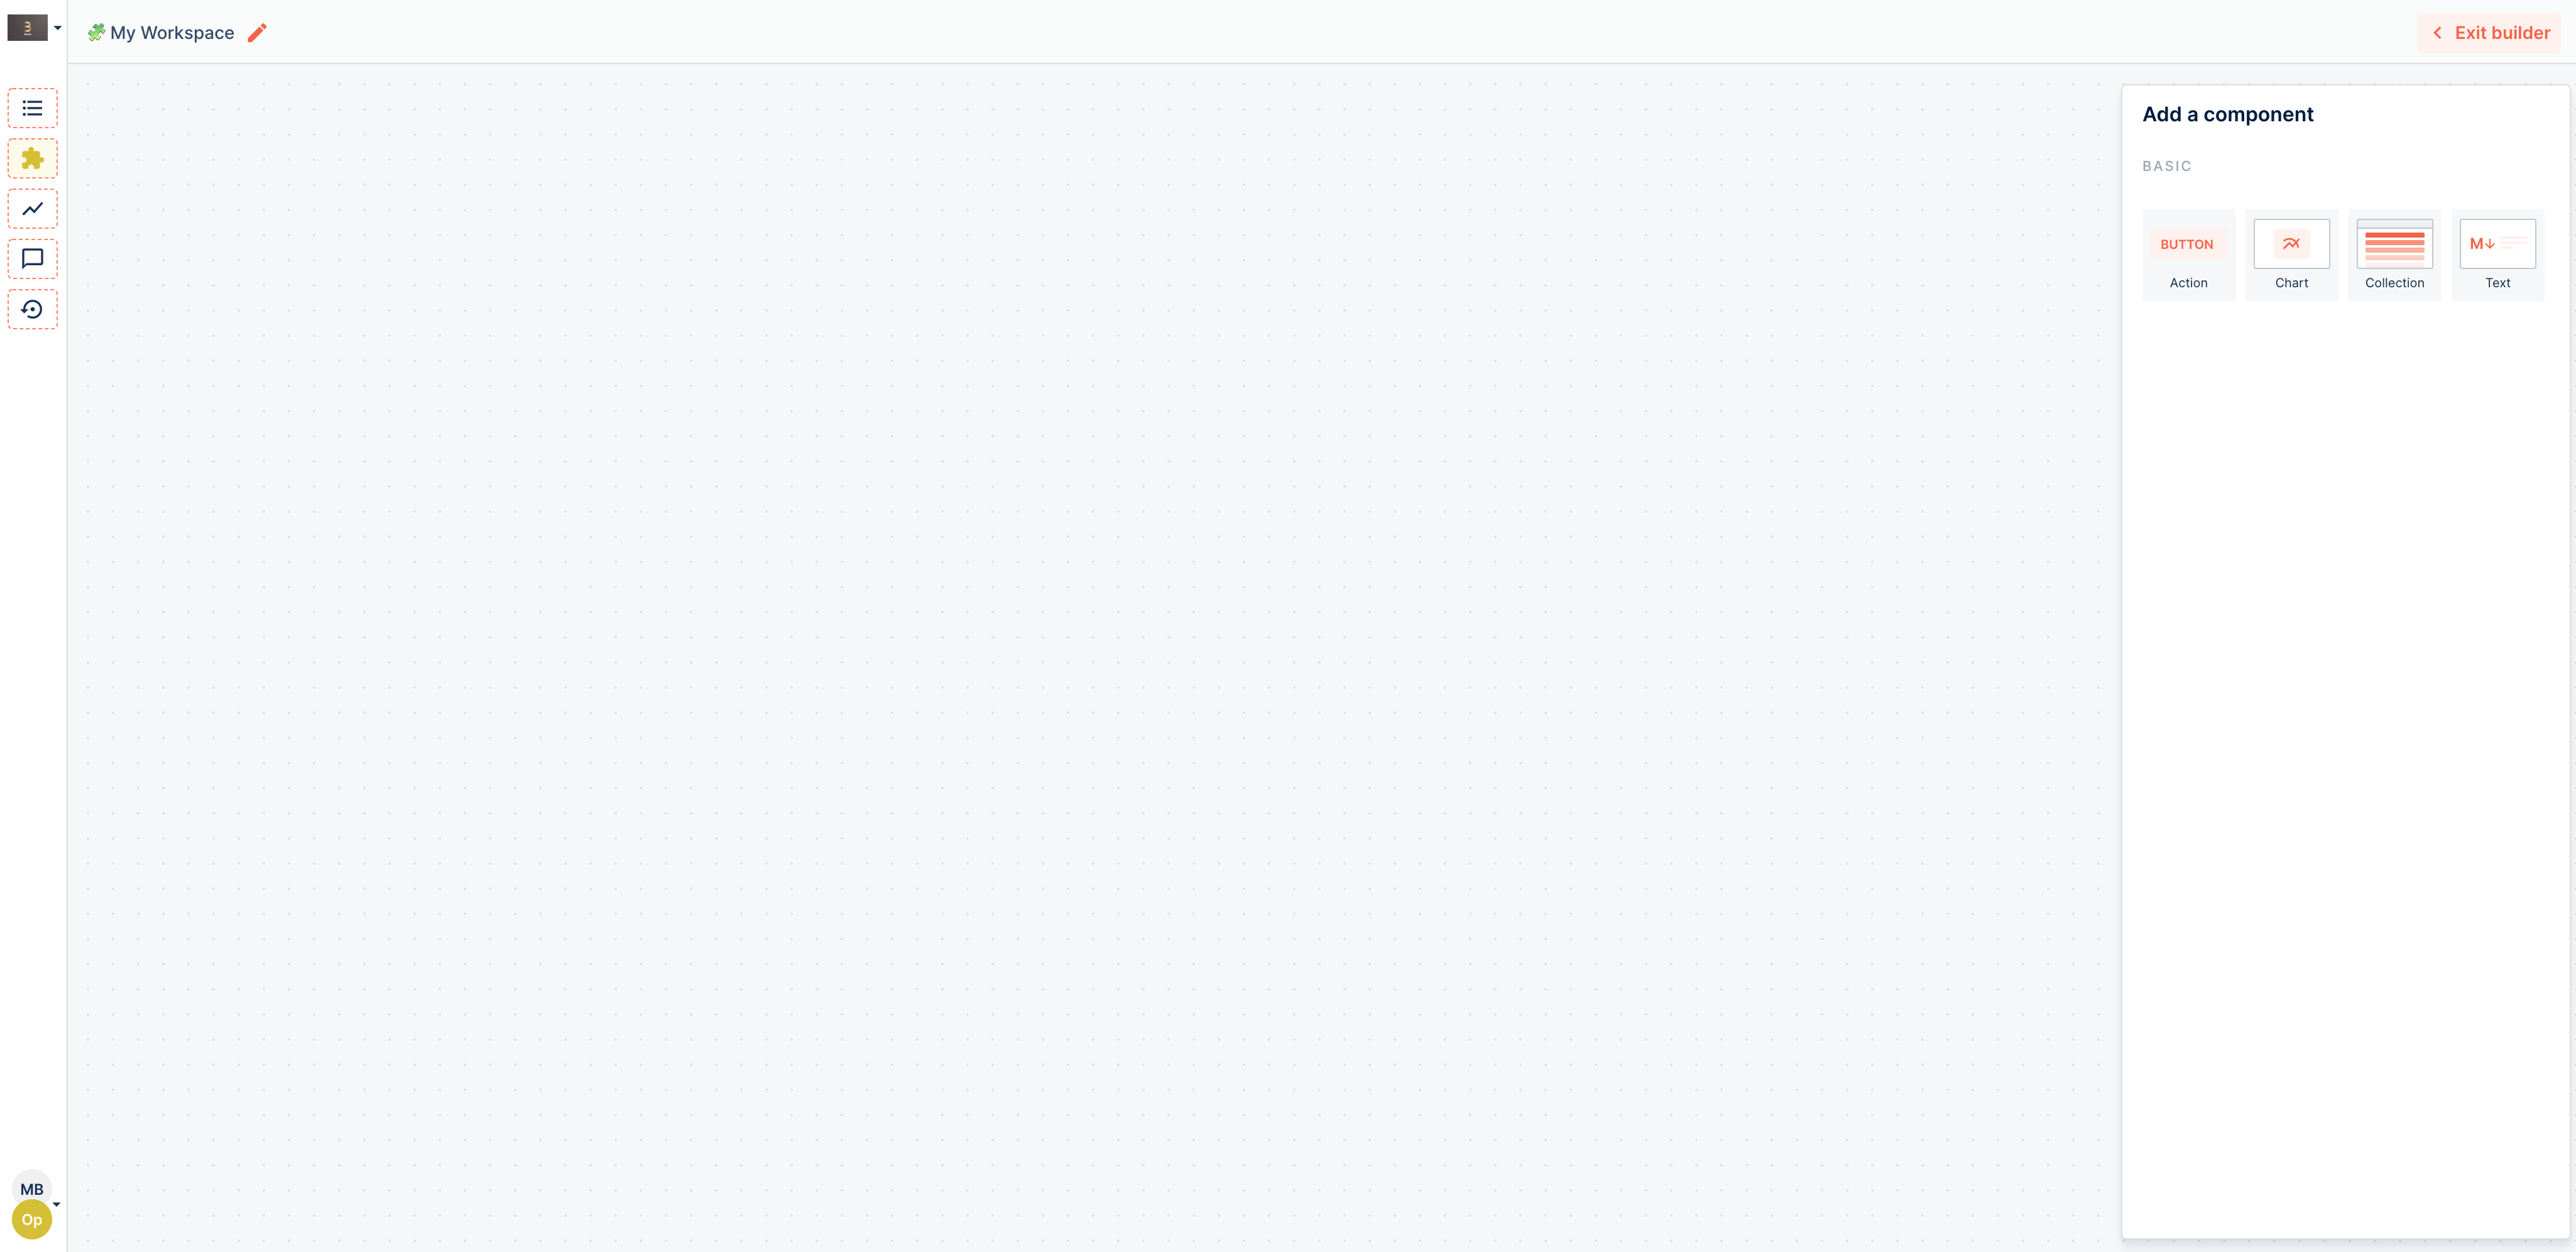 My Workspace
Exit builder
Add a component
BASIC
BUTTON
M
Action
Chart
Collection
Text
MB
Op